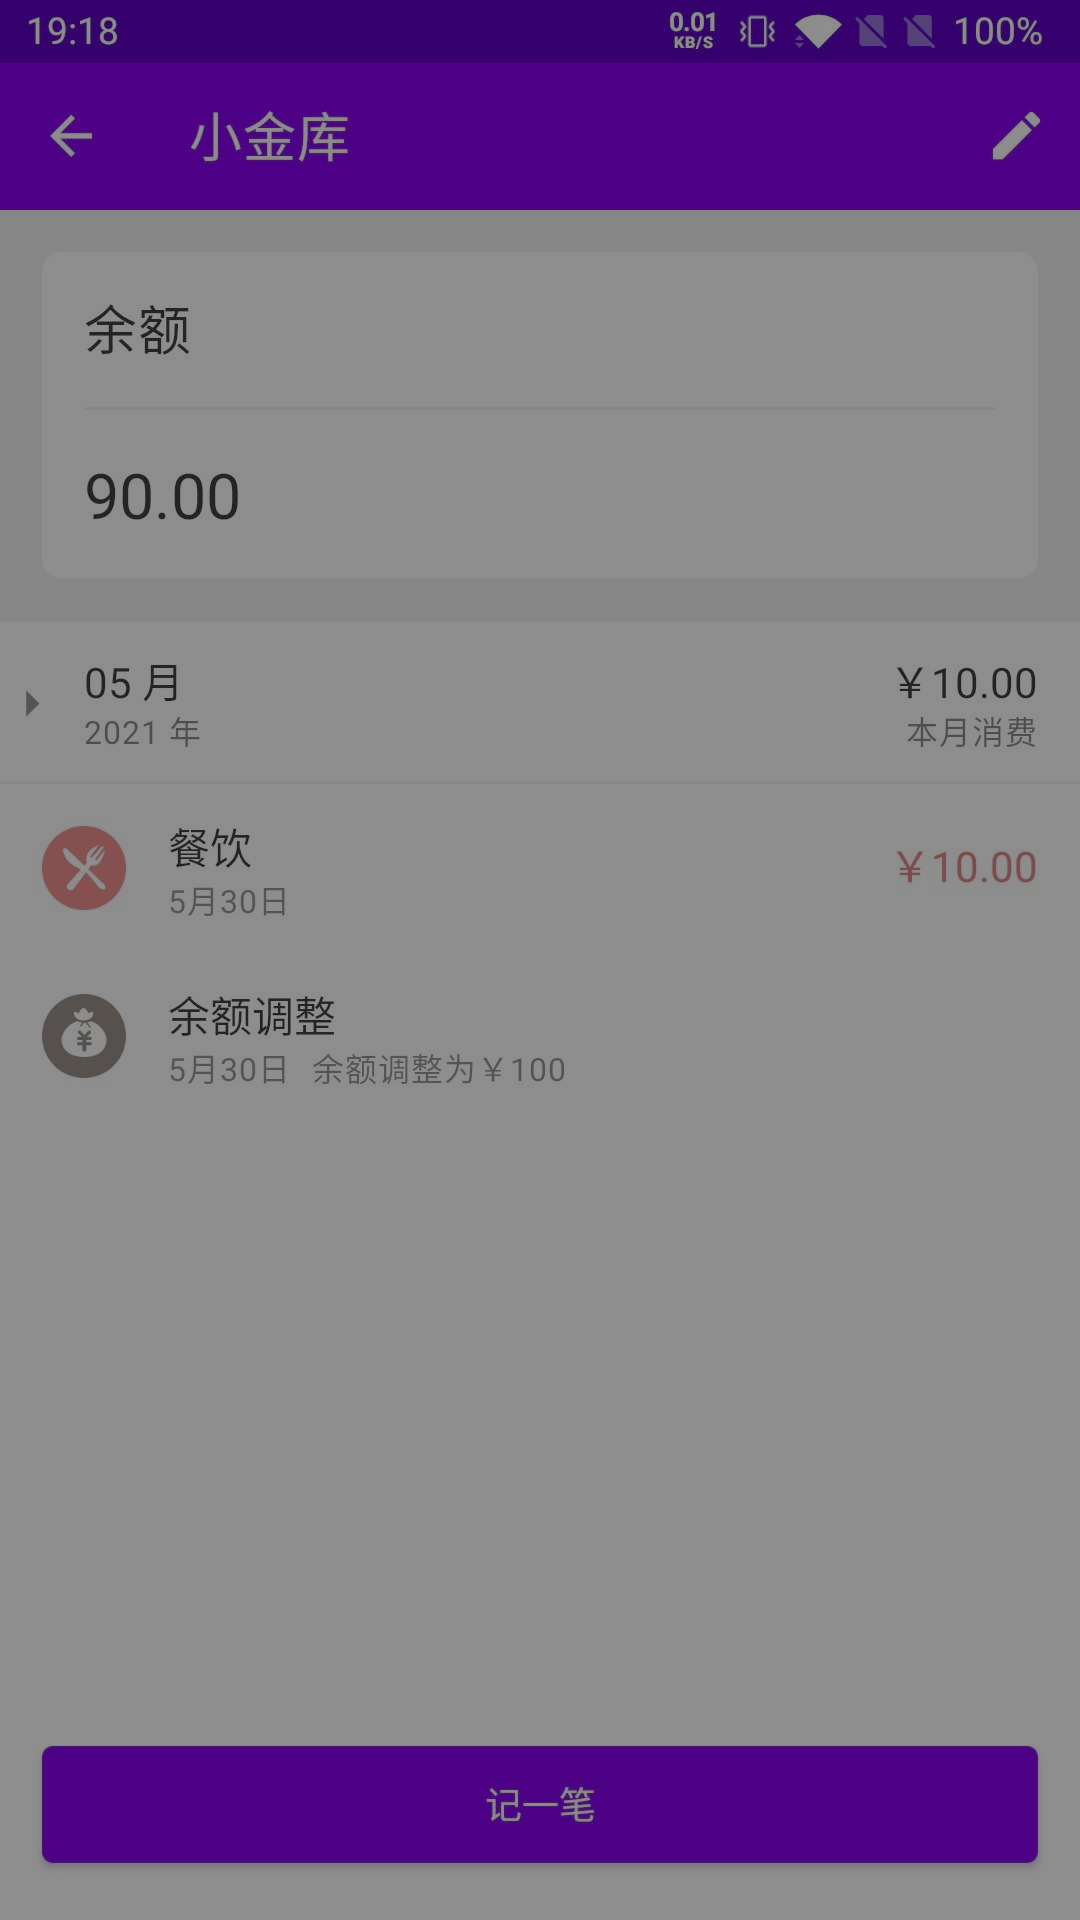 19:18
0.01
KB/S
100%
小金库
余额
90.00
05 月
¥10.00
2021 年
本月消费
餐饮
¥10.00
5月30日
余额调整
5月30日 余额调整为¥100
记一笔